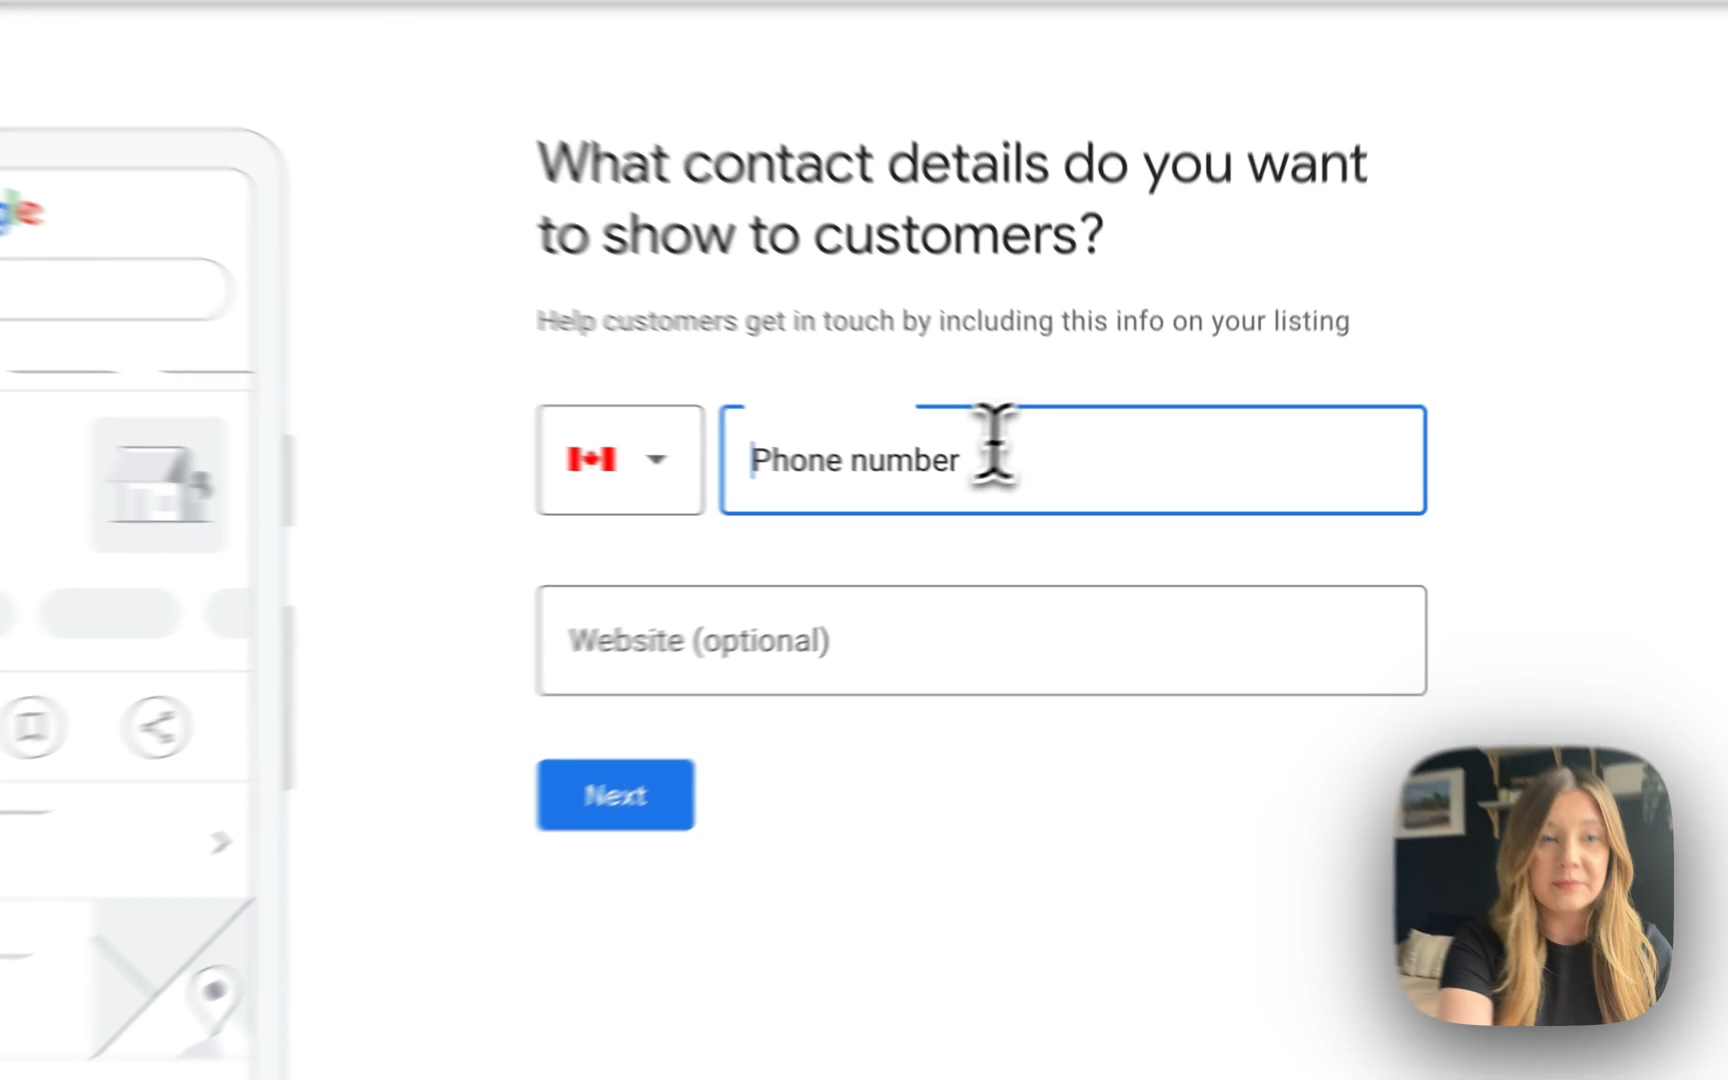 What contact details do you want
to show to customers?
Help customers get in touch by including this info on your listing
Phone number
Website (optional)
Next
gle